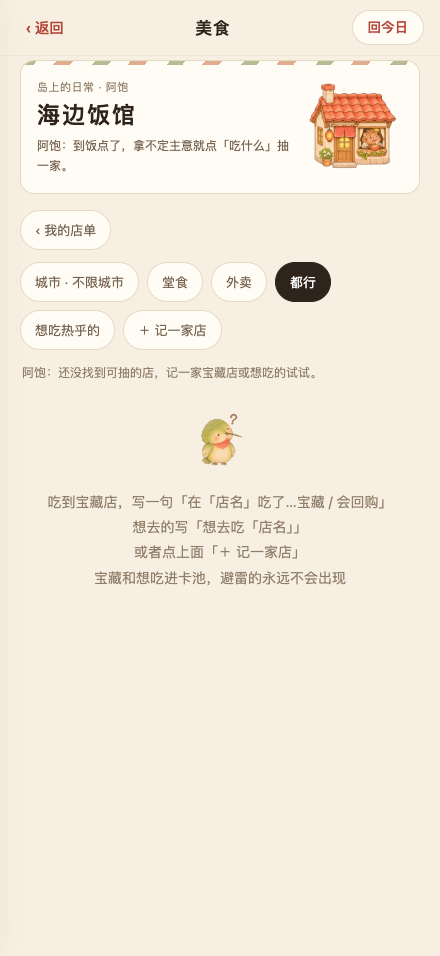 ‹ 返回
美食
回今日
岛上的日常 · 阿饱
海边饭馆
阿饱：到饭点了，拿不定主意就点「吃什么」抽
一家。
‹ 我的店单
城市 · 不限城市
堂食
外卖
都行
想吃热乎的
＋ 记一家店
阿饱：还没找到可抽的店，记一家宝藏店或想吃的试试。
?
吃到宝藏店，写一句「在「店名」吃了…宝藏 / 会回购」
想去的写「想去吃「店名」」
或者点上面「＋ 记一家店」
宝藏和想吃进卡池，避雷的永远不会出现